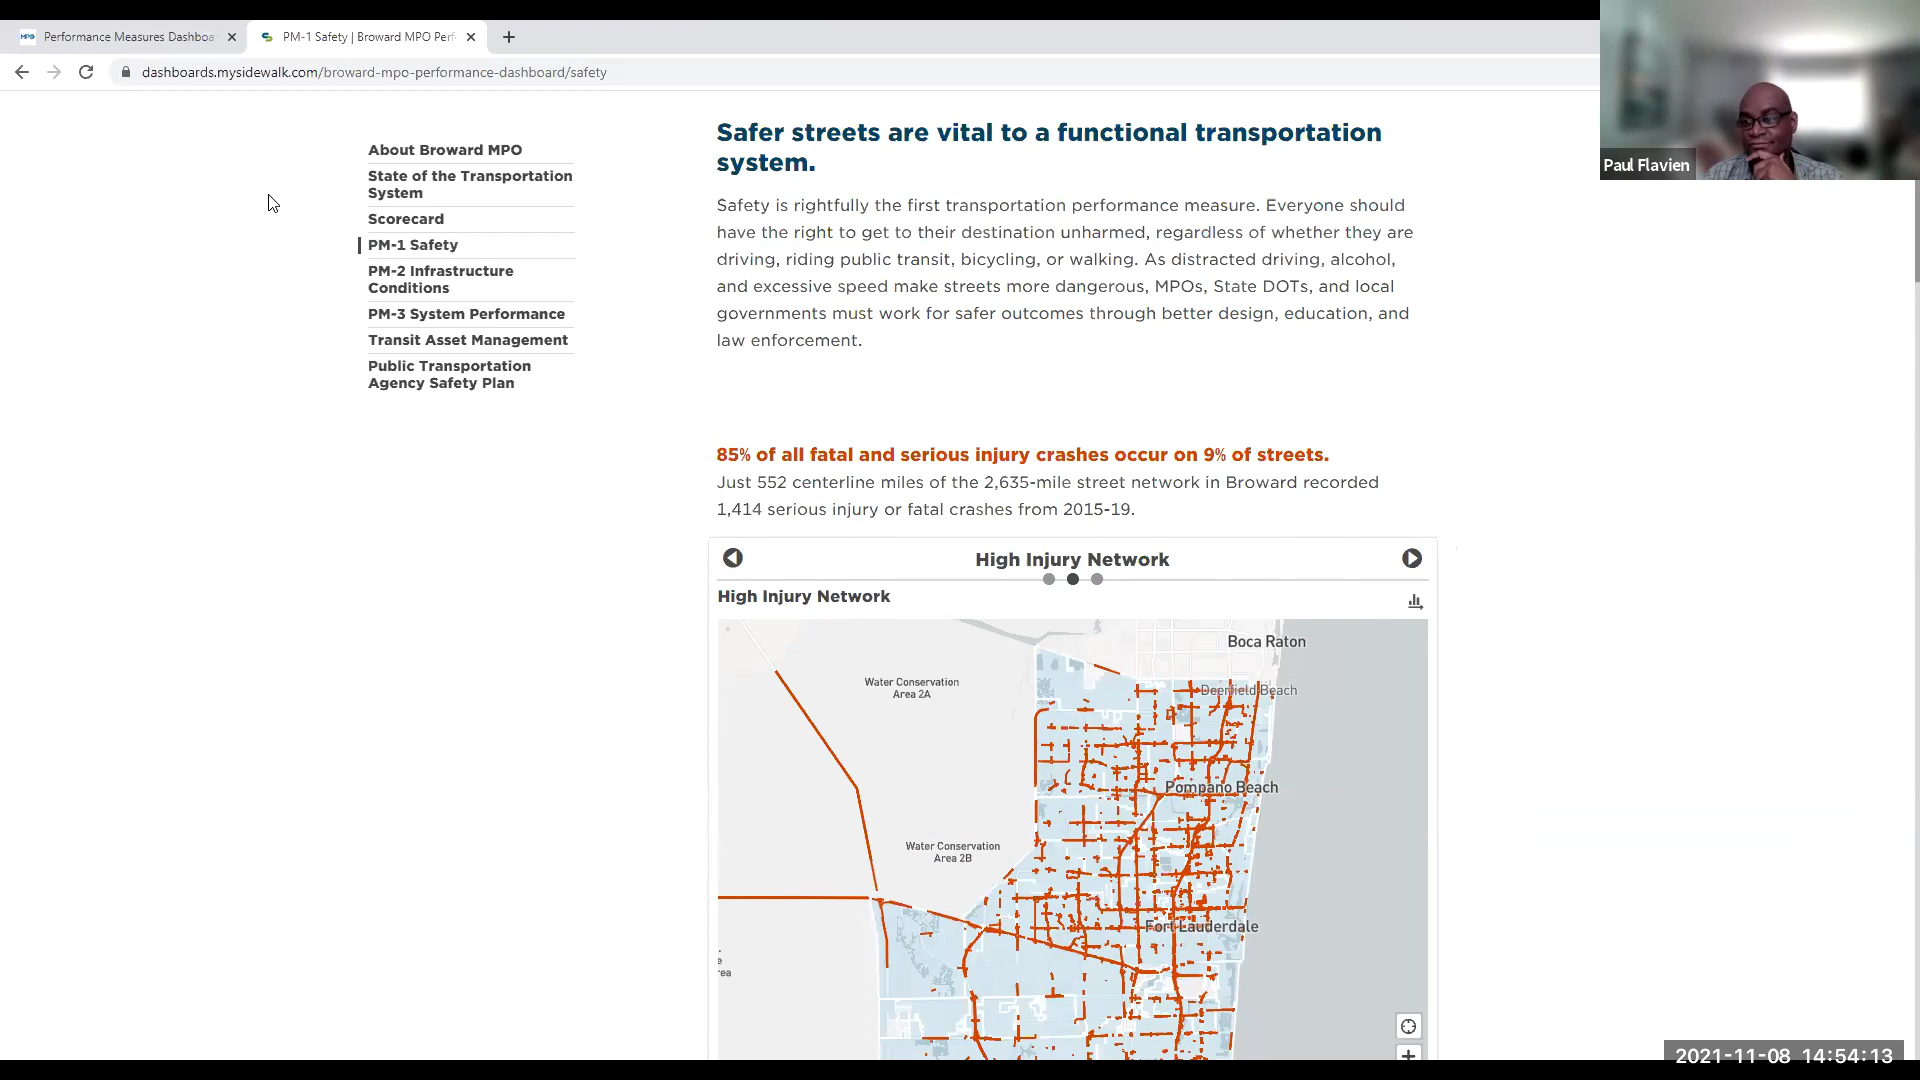 Performance Measures Dashboa
PM-1 Safety | Broward MPO Perf
dashboards.mysidewalk.com/broward-mpo-performance-dashboard/safety
Paul Flavien
About Broward MPO
State of the Transportation
System
Scorecard
PM-1 Safety
PM-2 Infrastructure
Conditions
PM-3 System Performance
Transit Asset Management
Public Transportation
Agency Safety Plan
Safer streets are vital to a functional transportation
system.
Safety is rightfully the first transportation performance measure. Everyone should
have the right to get to their destination unharmed, regardless of whether they are
driving, riding public transit, bicycling, or walking. As distracted driving, alcohol,
and excessive speed make streets more dangerous, MPOs, State DOTs, and local
governments must work for safer outcomes through better design, education, and
law enforcement.
85% of all fatal and serious injury crashes occur on 9% of streets.
Just 552 centerline miles of the 2,635-mile street network in Broward recorded
1,414 serious injury or fatal crashes from 2015-19.
High Injury Network
High Injury Network
Boca Raton
Water Conservation
Area 2A
Deerfield Beach
Pompano Beach
Water Conservation
Area 2B
Fort Lauderdale
2021-11-08 14:54:13